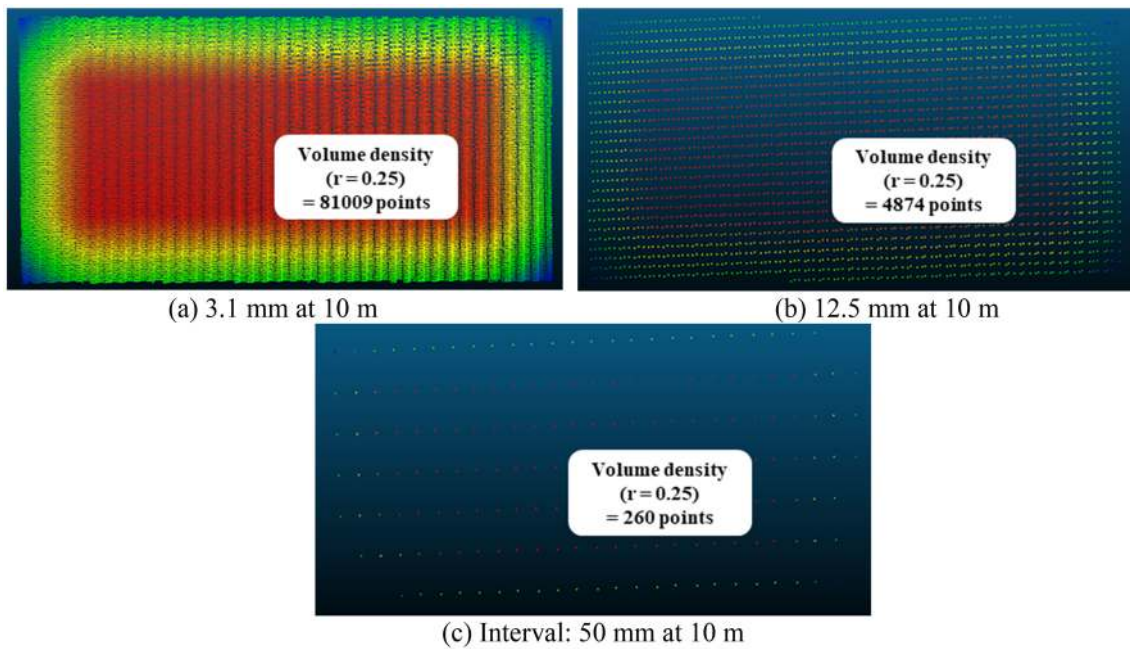 Volume density
(r = 0.25)
= 81009 points
Volume density
(r = 0.25)
= 4874 points
(a) 3.1 mm at 10 m
(b) 12.5 mm at 10 m
Volume density
(r = 0.25)
= 260 points
(c) Interval: 50 mm at 10 m